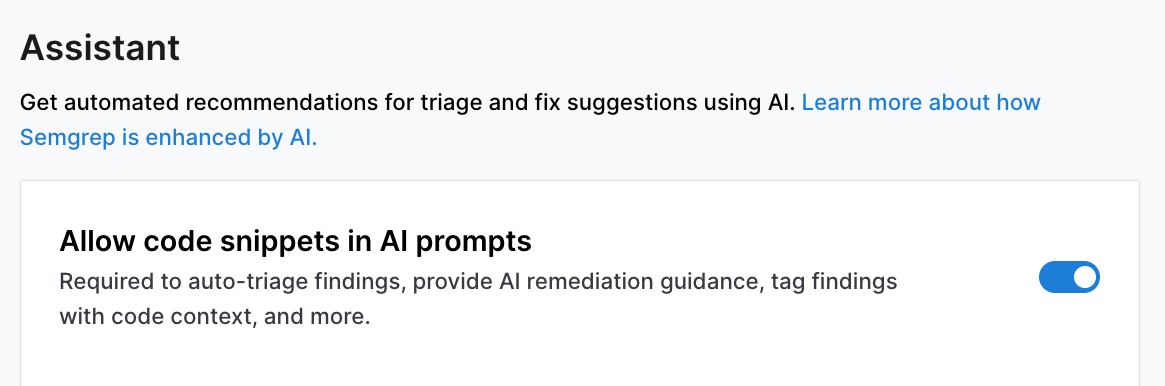 Assistant
Get automated recommendations for triage and fix suggestions using AI. Learn more about how
Semgrep is enhanced by AI.
Allow code snippets in AI prompts
Required to auto-triage findings, provide AI remediation guidance, tag findings
with code context, and more.